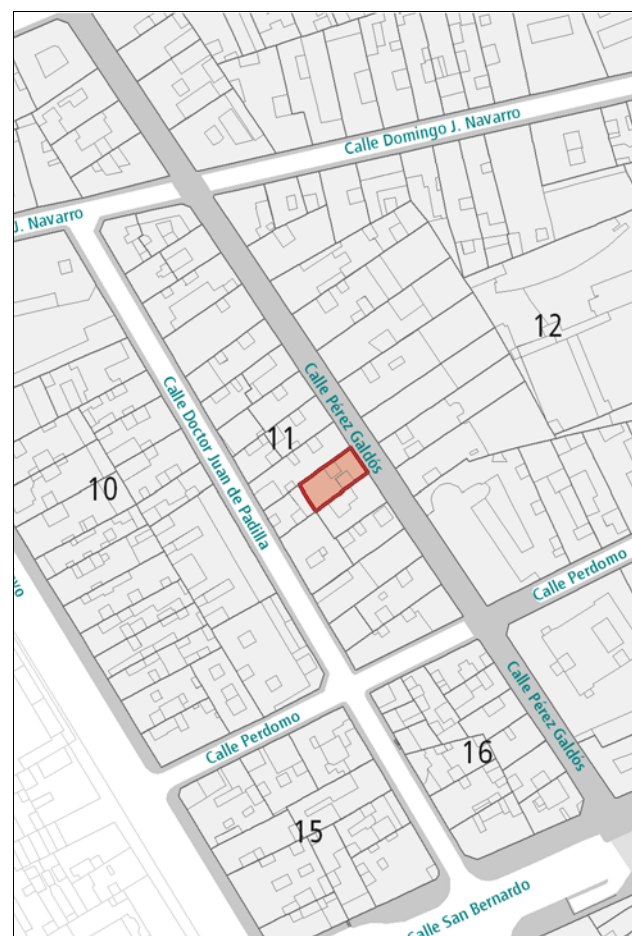 Calle Domingo J. Navarro
J. Navarro
12
Calle Pérez Galdós
Calle Doctor Juan de Padilla
11
10
Calle Perdomo
Calle Pérez Galdós
Calle Perdomo
16
15
Calle San Bernardo